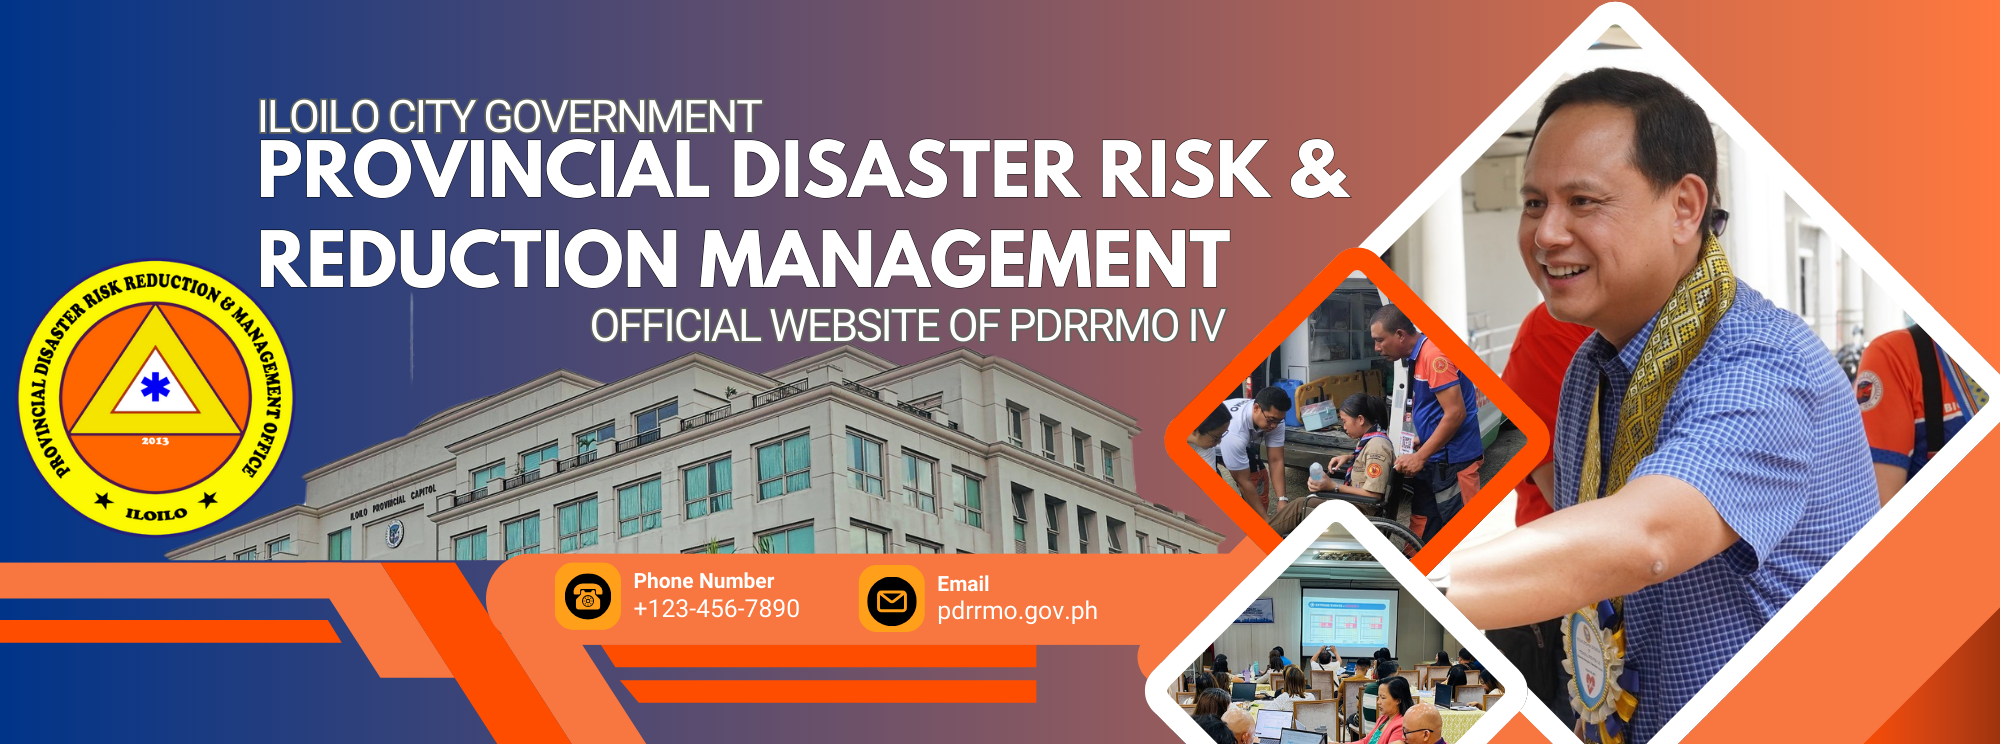 ILOILO CITY GOVERNMENT
PROVINCIAL DISASTER RISK &
REDUCTION MANAGEMENT
OFFICIAL WEBSITE OF PDRRMO IV
PROVINCIAL DISASTER RISK REDUCTION & MANAGEMENT OFFICE
2013
ILOILO
ILOILO PROVINCIAL CAPITOL
Phone Number
+123-456-7890
Email
pdrrmo.gov.ph